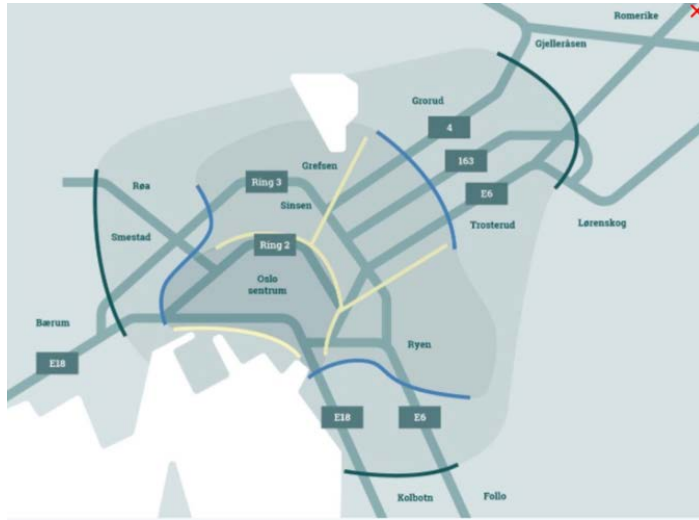 Romerike
Gjelleråsen
Grorud
4
163
Grefsen
Ring 3
E6
Røa
Sinsen
Lørenskog
Trosterud
Smestad
Ring 2
Oslo
sentrum
Bærum
Ryen
E18
E18
E6
Kolbotn
Follo